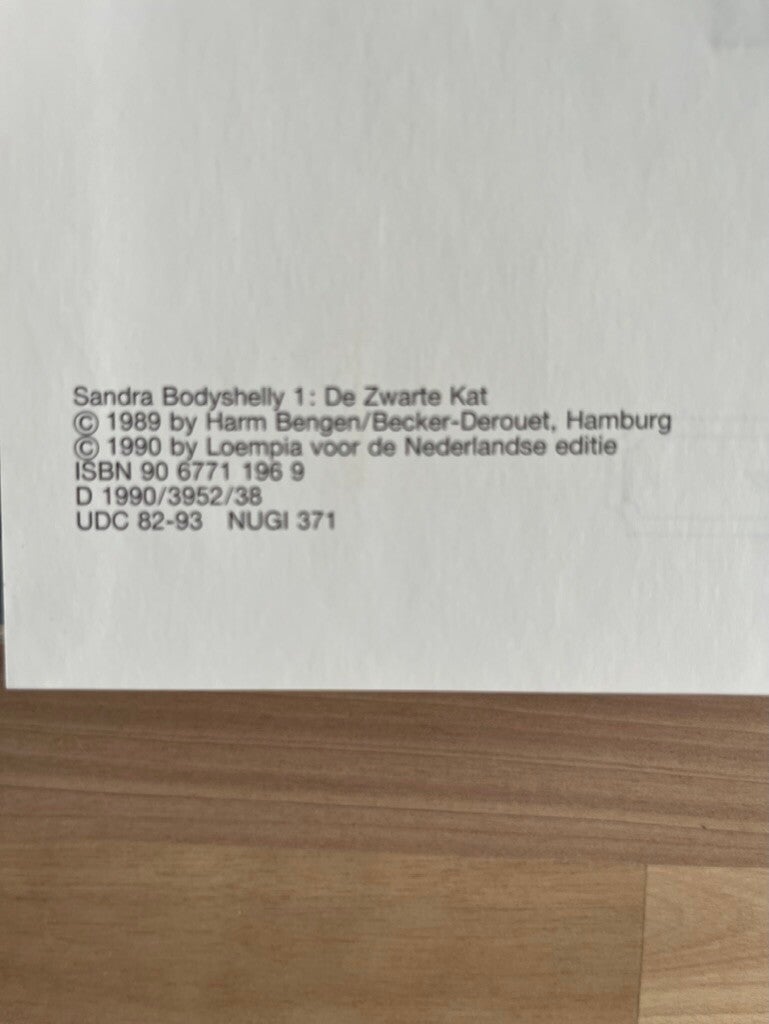 Sandra Bodyshelly 1: De Zwarte Kat
© 1989 by Harm Bengen/Becker-Derouet, Hamburg
© 1990 by Loempia voor de Nederlandse editie
ISBN 90 6771 196 9
D 1990/3952/38
UDC 82-93 NUGI 371